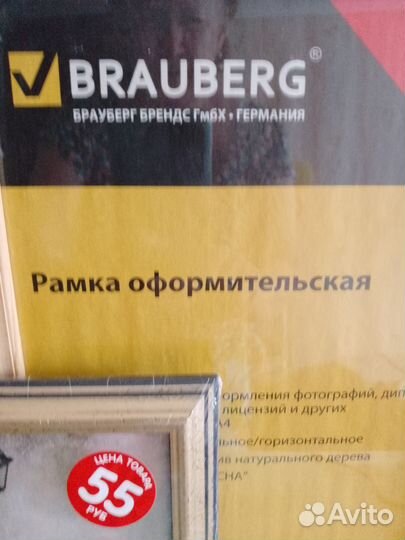 BRAUBERG®
БРАУБЕРГ БРЕНДС ГмбХ • ГЕРМАНИЯ
Рамка оформительская
ормления фотографий, дип
лицензий и других
А4
льное/горизонтальное
ив натурального дерева
СНА"
ЦЕНА ТОВАРА
55
РУБ
Avito